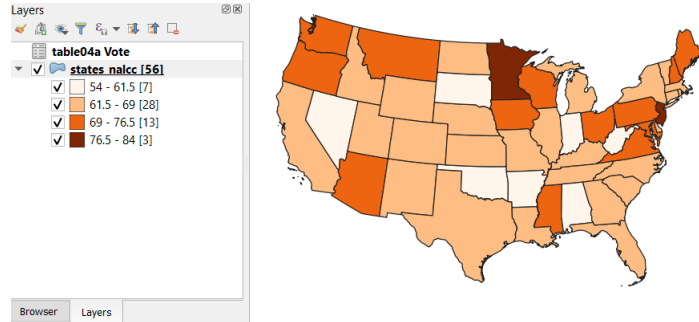 Layers
table04a Vote
states_nalcc [56]
54 - 61.5 [7]
61.5 - 69 [28]
69 - 76.5 [13]
76.5 - 84 [3]
Browser
Layers